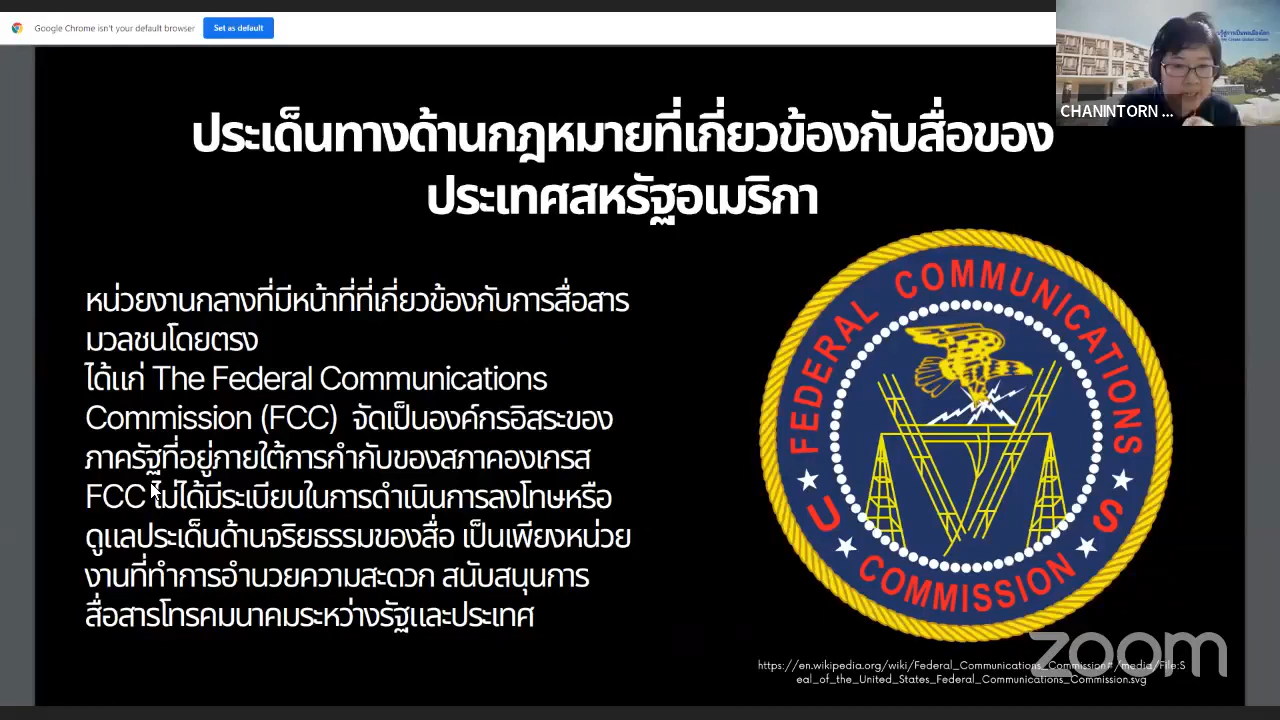 Google Chrome isn't your default browser
Set as default
CHANINTORN ...
ประเด็นทางด้านกฎหมายที่เกี่ยวข้องกับสื่อของ
ประเทศสหรัฐอเมริกา
หน่วยงานกลางที่มีหน้าที่ที่เกี่ยวข้องกับการสื่อสาร
มวลชนโดยตรง
ได้แก่ The Federal Communications
Commission (FCC) จัดเป็นองค์กรอิสระของ
ภาครัฐที่อยู่ภายใต้การกำกับของสภาคองเกรส
FCC ไม่ได้มีระเบียบในการดำเนินการลงโทษหรือ
ดูแลประเด็นด้านจริยธรรมของสื่อ เป็นเพียงหน่วย
งานที่ทำการอำนวยความสะดวก สนับสนุนการ
สื่อสารโทรคมนาคมระหว่างรัฐและประเทศ
FEDERAL COMMUNICATIONS
COMMISSION
U S
zoom
https://en.wikipedia.org/wiki/Federal_Communications_Commission#/media/File:S
eal_of_the_United_States_Federal_Communications_Commission.svg